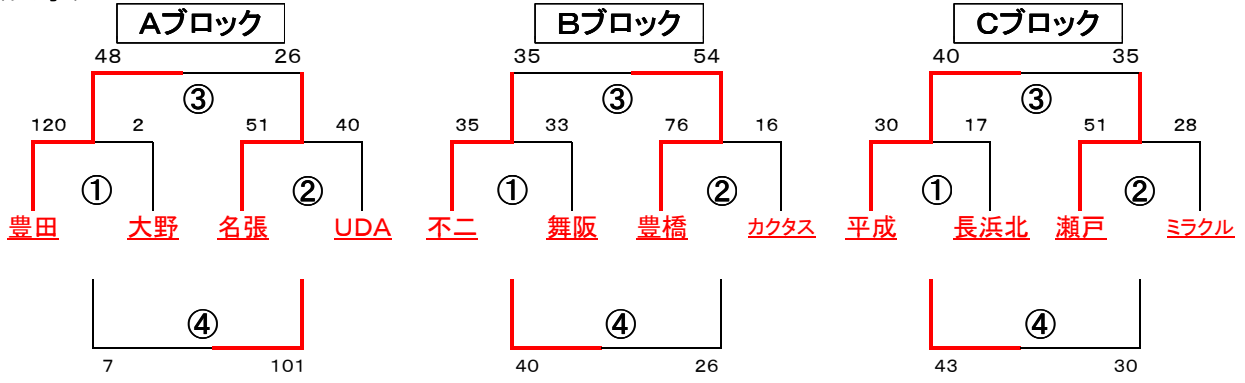 Aブロック Bブロック Cブロック
48 26 35 54 40 35
③ ③ ③
120 2 51 40 35 33 76 16 30 17 51 28
① ② ① ② ① ②
豊田 大野 名張 UDA 不二 舞阪 豊橋 カクタス 平成 長浜北 瀬戸 ミラクル
④ ④ ④
7 101 40 26 43 30